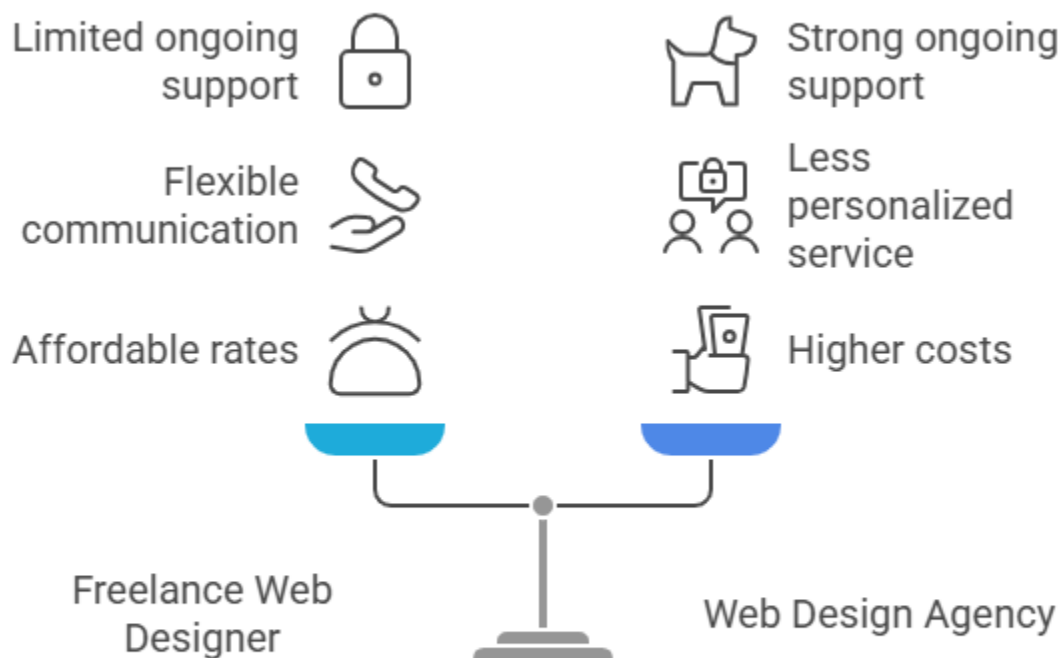 Limited ongoing
support
Strong ongoing
support
Flexible
communication
Less
personalized
service
Affordable rates
Higher costs
Freelance Web
Designer
Web Design Agency